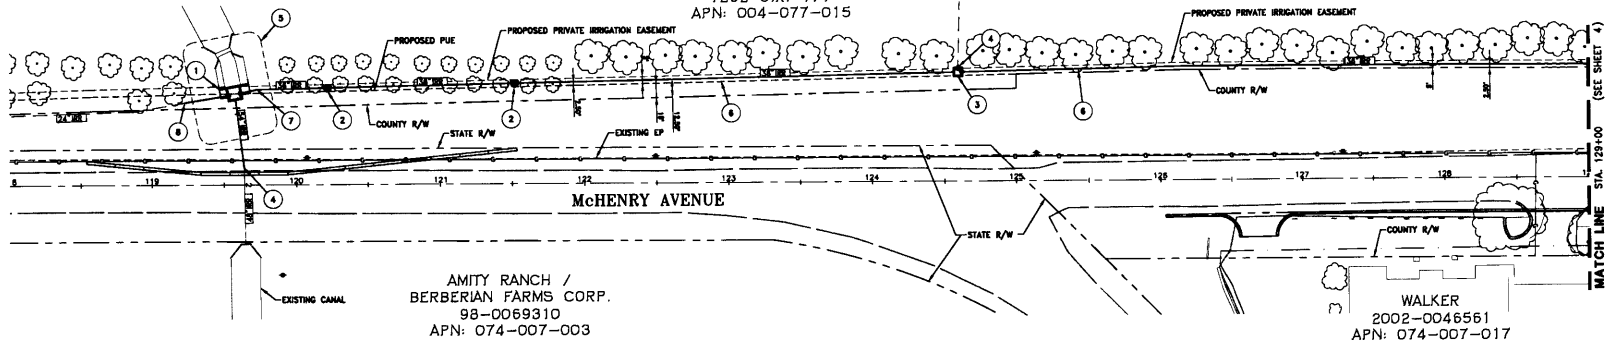 APN: 004-077-015
PROPOSED PRIVATE IRRIGATION EASEMENT
PROPOSED PUE
PROPOSED PRIVATE IRRIGATION EASEMENT
5
4
1
8
7
2
2
6
3
6
COUNTY R/W
COUNTY R/W
STATE R/W
EXISTING EP
119
120
121
122
123
124
125
126
127
128
McHENRY AVENUE
4
STATE R/W
COUNTY R/W
EXISTING CANAL
AMITY RANCH /
BERBERIAN FARMS CORP.
98-0069310
APN: 074-007-003
WALKER
2002-0046561
APN: 074-007-017
MATCH LINE STA. 129+00 (SEE SHEET 4)